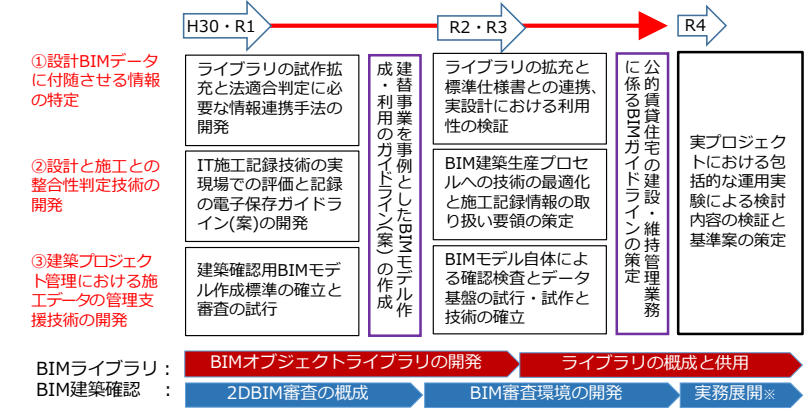 H30・R1
R2・R3
R4
①設計BIMデータ
に付随させる情報
の特定
ライブラリの試作拡
充と法適合判定に必
要な情報連携手法の
開発
建替事業を事例としたBIMモデル作
成・利用のガイドライン(案）の作成
ライブラリの拡充と
標準仕様書との連携、
実設計における利用
性の検証
公的賃貸住宅の建設・維持管理業務
に係るBIMガイドラインの策定
実プロジェク
トにおける包
括的な運用実
験による検討
内容の検証と
基準案の策定
②設計と施工との
整合性判定技術の
開発
IT施工記録技術の実
現場での評価と記録
の電子保存ガイドラ
イン(案)の開発
BIM建築生産プロセ
ルへの技術の最適化
と施工記録情報の取
り扱い要領の策定
③建築プロジェク
ト管理における施
工データの管理支
援技術の開発
建築確認用BIMモデ
ル作成標準の確立と
審査の試行
BIMモデル自体によ
る確認検査とデータ
基盤の試行・試作と
技術の確立
BIMライブラリ：
BIMオブジェクトライブラリの開発
ライブラリの概成と供用
BIM建築確認　：
2DBIM審査の概成
BIM審査環境の開発
実務展開※